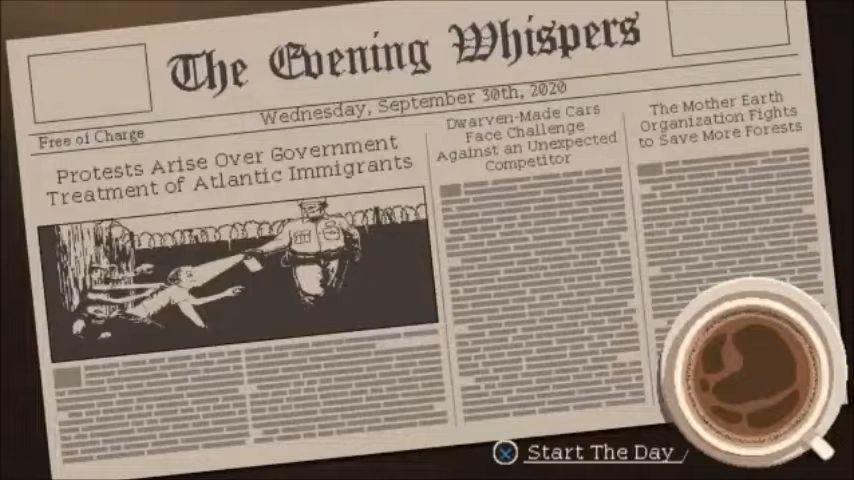 The Evening Whispers
Wednesday, September 30th, 2020
Free of Charge
Protests Arise Over Government
Treatment of Atlantic Immigrants
Dwarven-Made Cars
Face Challenge
Against an Unexpected
Competitor
The Mother Earth
Organization Fights
to Save More Forests
Start The Day